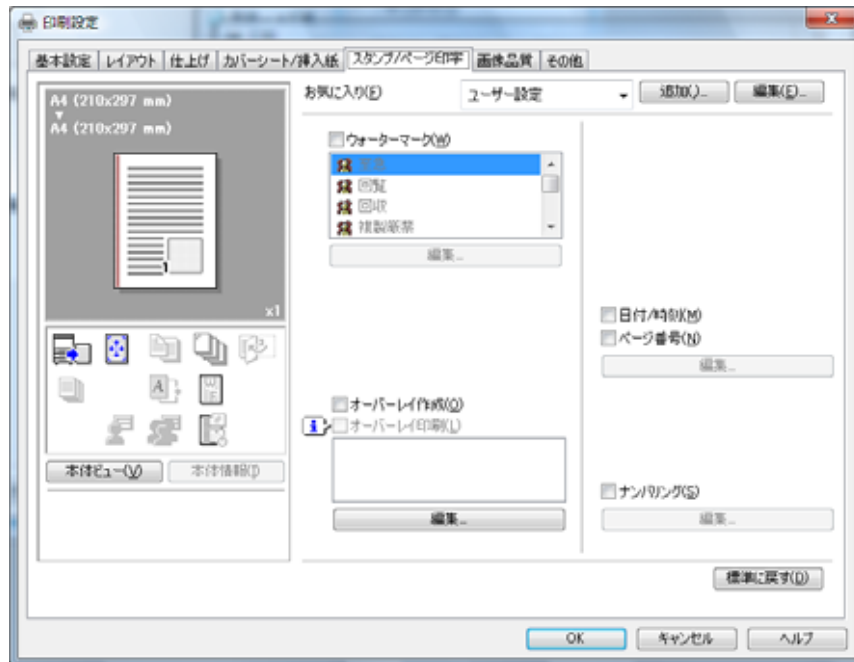 印刷設定
基本設定 レイアウト 仕上げ カバーシート/挿入紙 スタンプ/ページ印字 画像品質 その他
A4 (210x297 mm)
A4 (210x297 mm)
1
x1
本体ビュー(V) 本体情報(I)
お気に入り(F) ユーザー設定 追加(.)... 編集(E)...
ウォーターマーク(W)
回覧
回収
複製厳禁
編集...
オーバーレイ作成(O)
オーバーレイ印刷(L)
編集...
日付/時刻(M)
ページ番号(N)
編集...
ナンバリング(S)
編集...
標準に戻す(D)
OK キャンセル ヘルプ